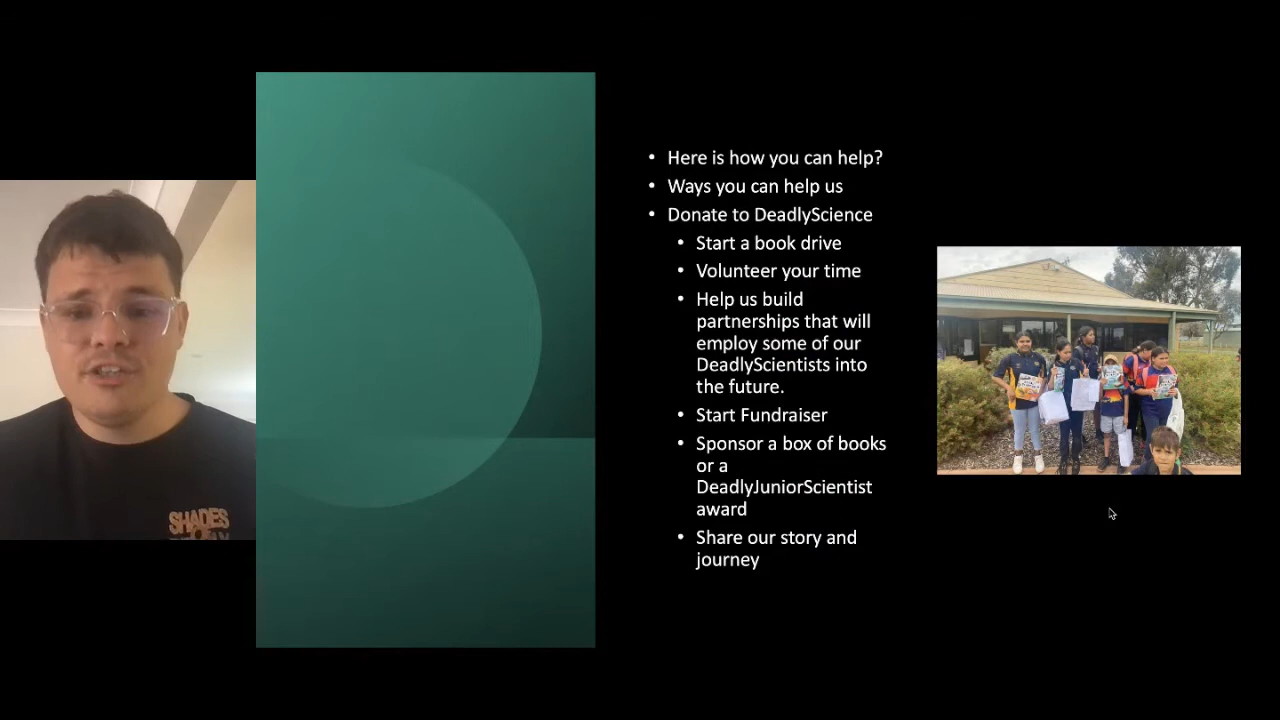 Here is how you can help?
Ways you can help us
Donate to DeadlyScience
Start a book drive
Volunteer your time
Help us build
partnerships that will
employ some of our
DeadlyScientists into
the future.
Start Fundraiser
Sponsor a box of books
or a
DeadlyJuniorScientist
award
Share our story and
journey
SHADES